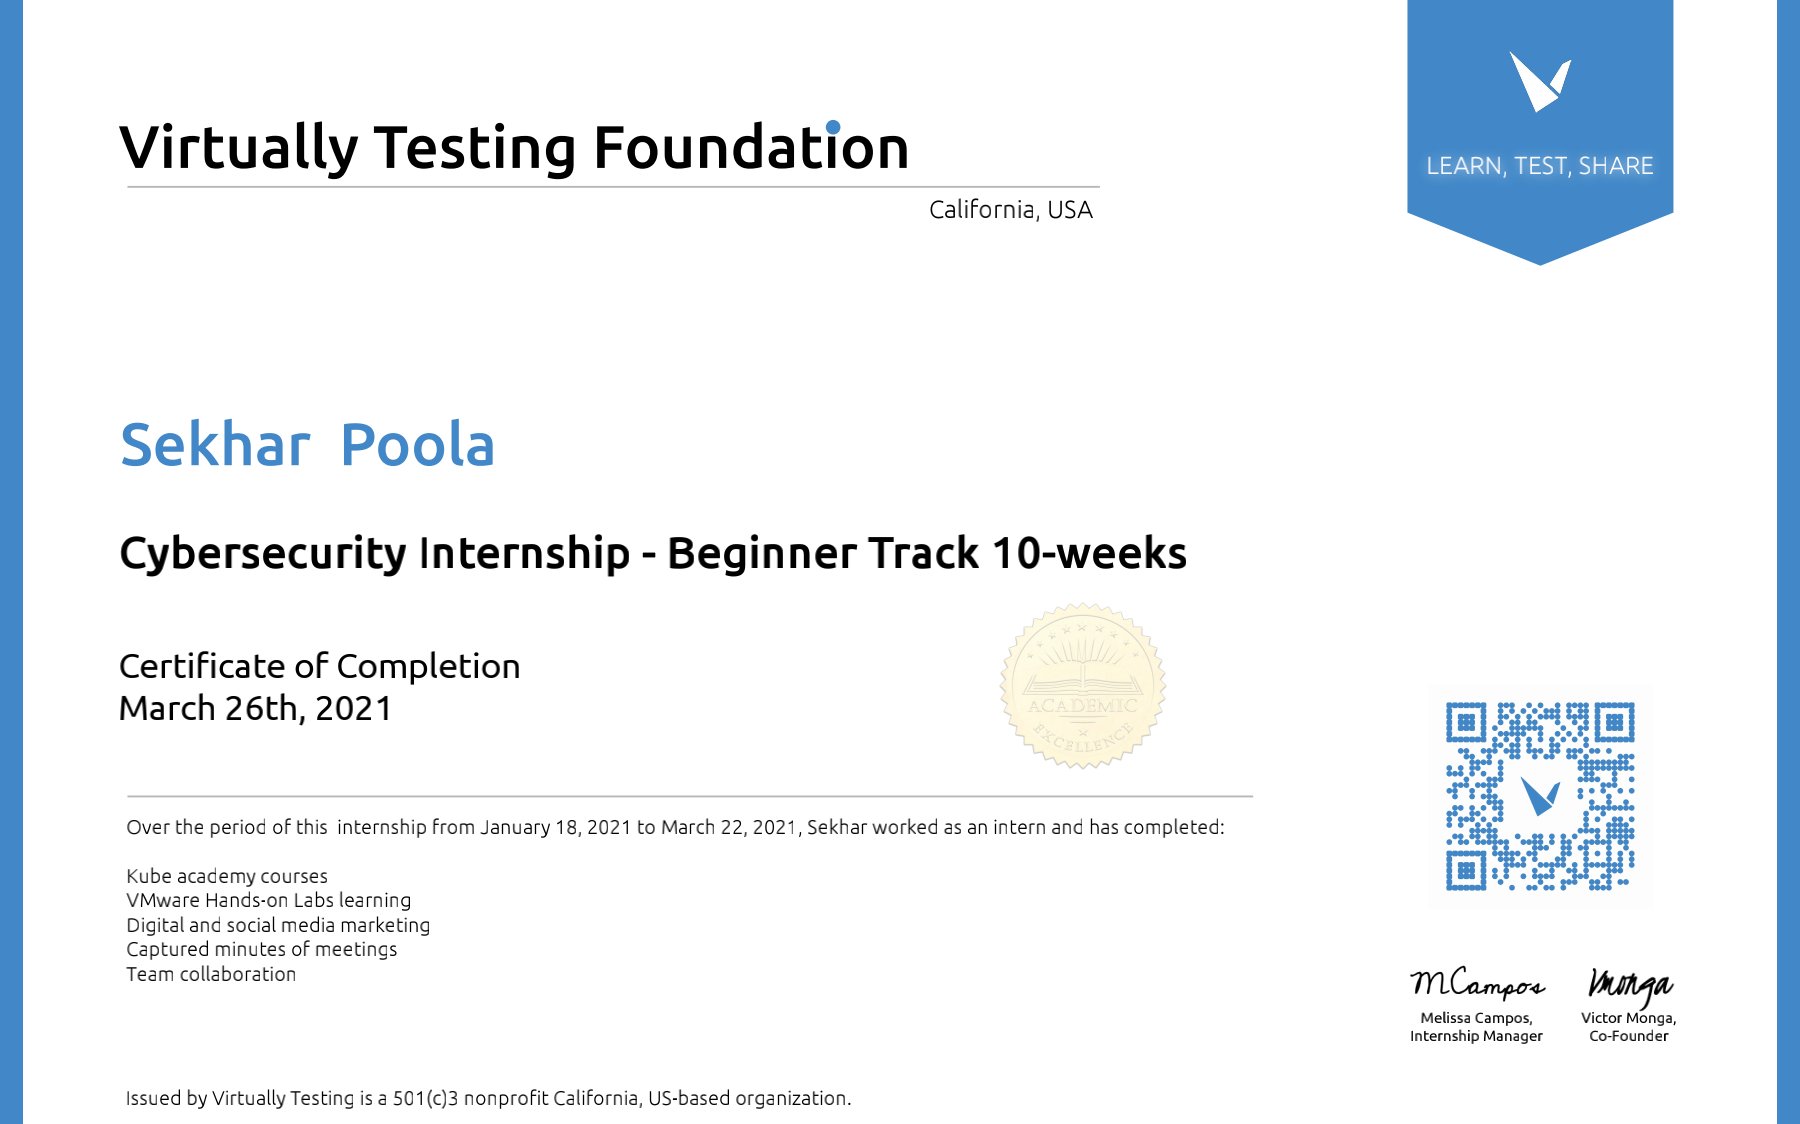 Virtually Testing Foundation
California, USA
LEARN, TEST, SHARE
Sekhar  Poola
Cybersecurity Internship - Beginner Track 10-weeks
Certificate of Completion
March 26th, 2021
ACADEMIC
EXCELLENCE
Over the period of this  internship from January 18, 2021 to March 22, 2021, Sekhar worked as an intern and has completed:
Kube academy courses
VMware Hands-on Labs learning
Digital and social media marketing
Captured minutes of meetings
Team collaboration
MCampos
Melissa Campos,
Internship Manager
Vmonga
Victor Monga,
Co-Founder
Issued by Virtually Testing is a 501(c)3 nonprofit California, US-based organization.